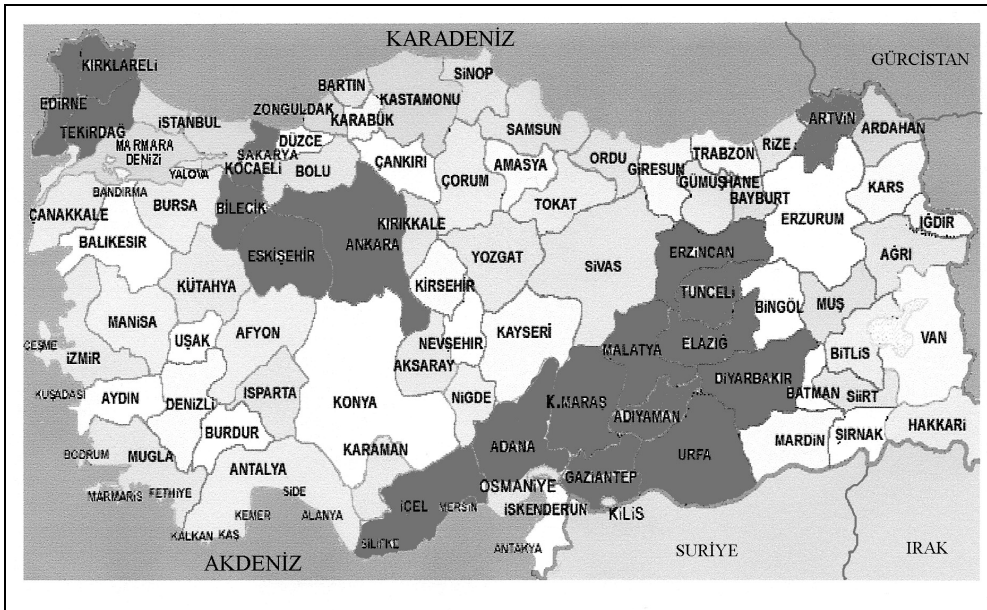 KARADENİZ
GÜRCİSTAN
KIRKLARELİ
SİNOP
BARTIN
EDİRNE
KASTAMONU
ZONGULDAK
ARTVİN
İSTANBUL
KARABÜK
TEKİRDAĞ
SAMSUN
ARDAHAN
DÜZCE
RİZE
MARMARA
DENİZİ
SAKARYA
TRABZON
ORDU
KOCAELİ
ÇANKIRI
AMASYA
GİRESUN
YALOVA
BOLU
ÇORUM
GÜMÜŞHANE
KARS
BANDIRMA
BAYBURT
BURSA
BİLECİK
TOKAT
ÇANAKKALE
ERZURUM
IĞDIR
KIRIKKALE
BALIKESIR
ANKARA
ERZİNCAN
ESKİŞEHİR
YOZGAT
AĞRI
SİVAS
KÜTAHYA
KİRSEHİR
TUNCELİ
BİNGÖL
MUŞ
MANiSA
AFYON
KAYSERİ
UŞAK
VAN
NEVŞEHİR
ELAZIĞ
ÇEŞME
MALATYA
BİTLİS
İZMİR
AKSARAY
DİYARBAKIR
KUŞADASI
ISPARTA
BATMAN
SİİRT
AYDIN
NİGDE
DENİZLİ
KONYA
K.MARAŞ
ADIYAMAN
HAKKARİ
BURDUR
ŞIRNAK
MARDİN
ADANA
KARAMAN
BODRUM
MUGLA
URFA
ANTALYA
GAZİANTEP
OSMANİYE
MARMARİS
FETHİYE
SİDE
İÇEL
MERSİN
İSKENDERUN
KEMER
ALANYA
KİLİS
KALKAN
KAŞ
SİLİFKE
ANTAKYA
SURİYE
IRAK
AKDENİZ